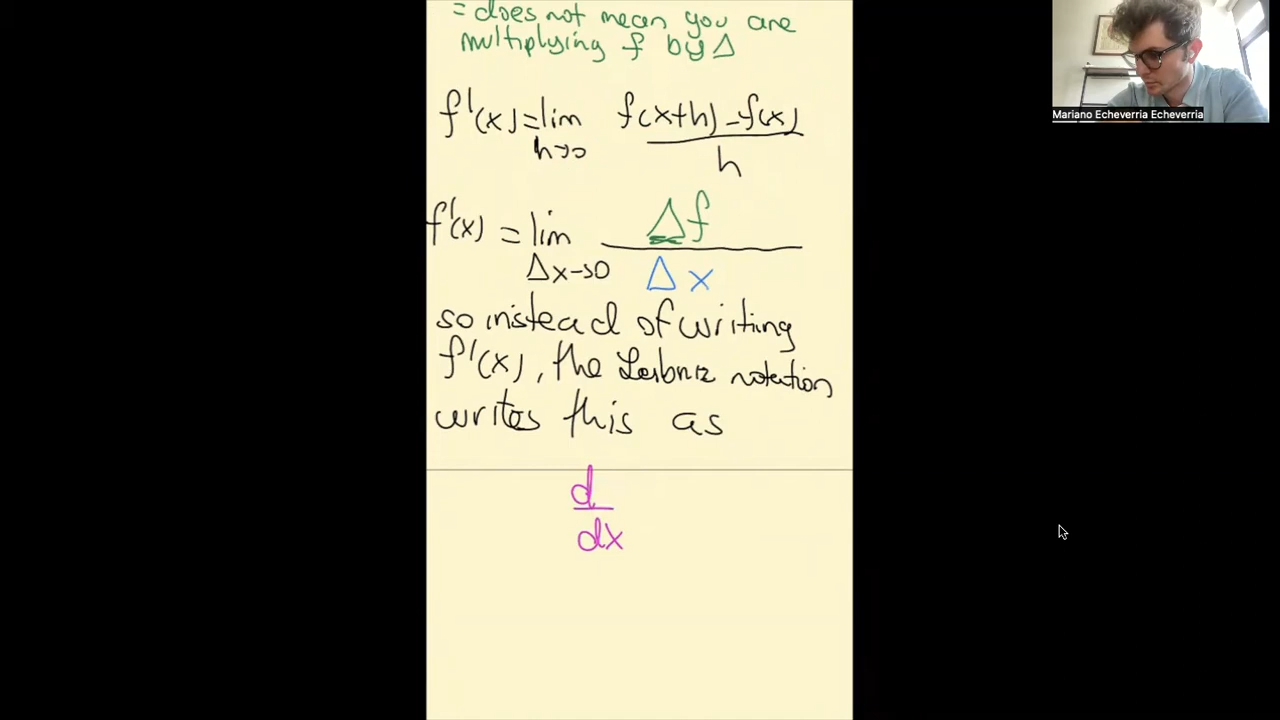 = does not mean you are
multiplying f by Δ
Mariano Echeverria Echeverria
f'(x) = lim f(x+h) - f(x)
h→0 h
f'(x) = lim Δf
Δx→0 Δx
so instead of writing
f'(x), the Leibniz notation
writes this as
d
dx